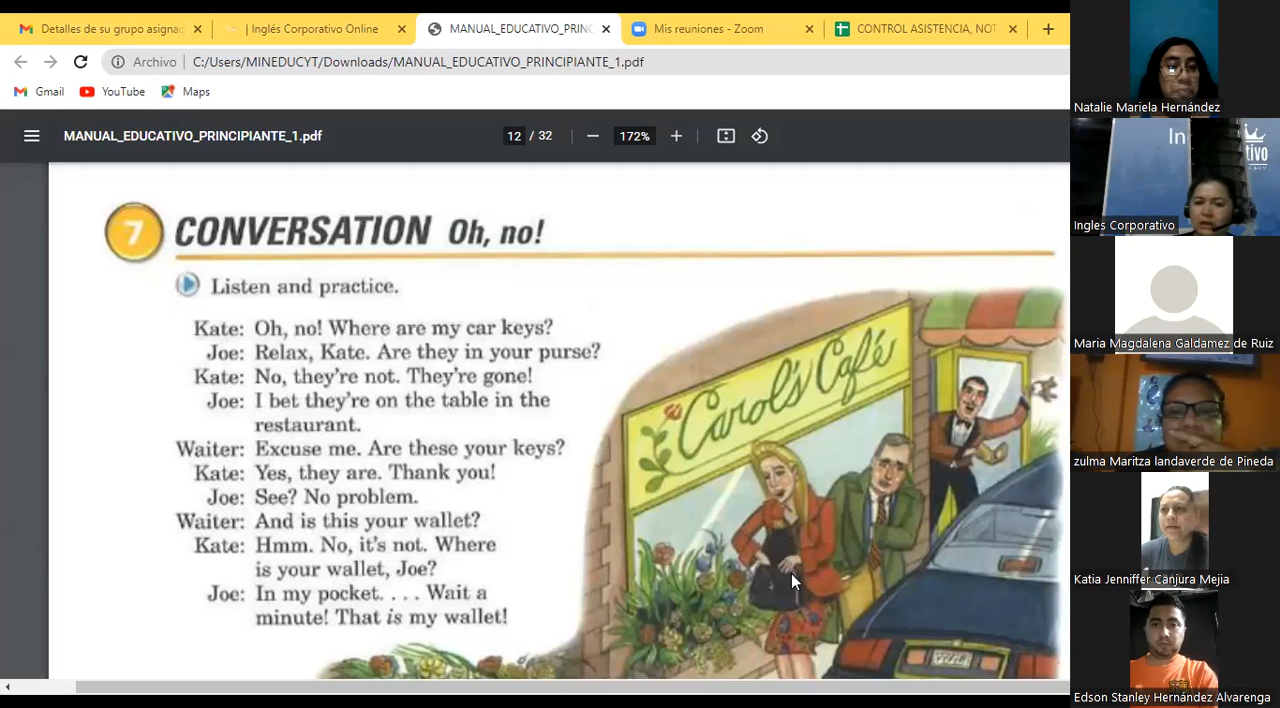 Detalles de su grupo asignad
| Inglés Corporativo Online
MANUAL_EDUCATIVO_PRINC
Mis reuniones - Zoom
CONTROL ASISTENCIA, NOT
Archivo | C:/Users/MINEDUCYT/Downloads/MANUAL_EDUCATIVO_PRINCIPIANTE_1.pdf
Gmail YouTube Maps
MANUAL_EDUCATIVO_PRINCIPIANTE_1.pdf 12 / 32 172%
7 CONVERSATION Oh, no!
Listen and practice.
Kate: Oh, no! Where are my car keys?
Joe: Relax, Kate. Are they in your purse?
Kate: No, they're not. They're gone!
Joe: I bet they're on the table in the
restaurant.
Waiter: Excuse me. Are these your keys?
Kate: Yes, they are. Thank you!
Joe: See? No problem.
Waiter: And is this your wallet?
Kate: Hmm. No, it's not. Where
is your wallet, Joe?
Joe: In my pocket. . . . Wait a
minute! That is my wallet!
Carol's Café
Natalie Mariela Hernández
In
tivo
Ingles Corporativo
Maria Magdalena Galdamez de Ruiz
zulma Maritza landaverde de Pineda
Katia Jenniffer Canjura Mejia
Edson Stanley Hernández Alvarenga